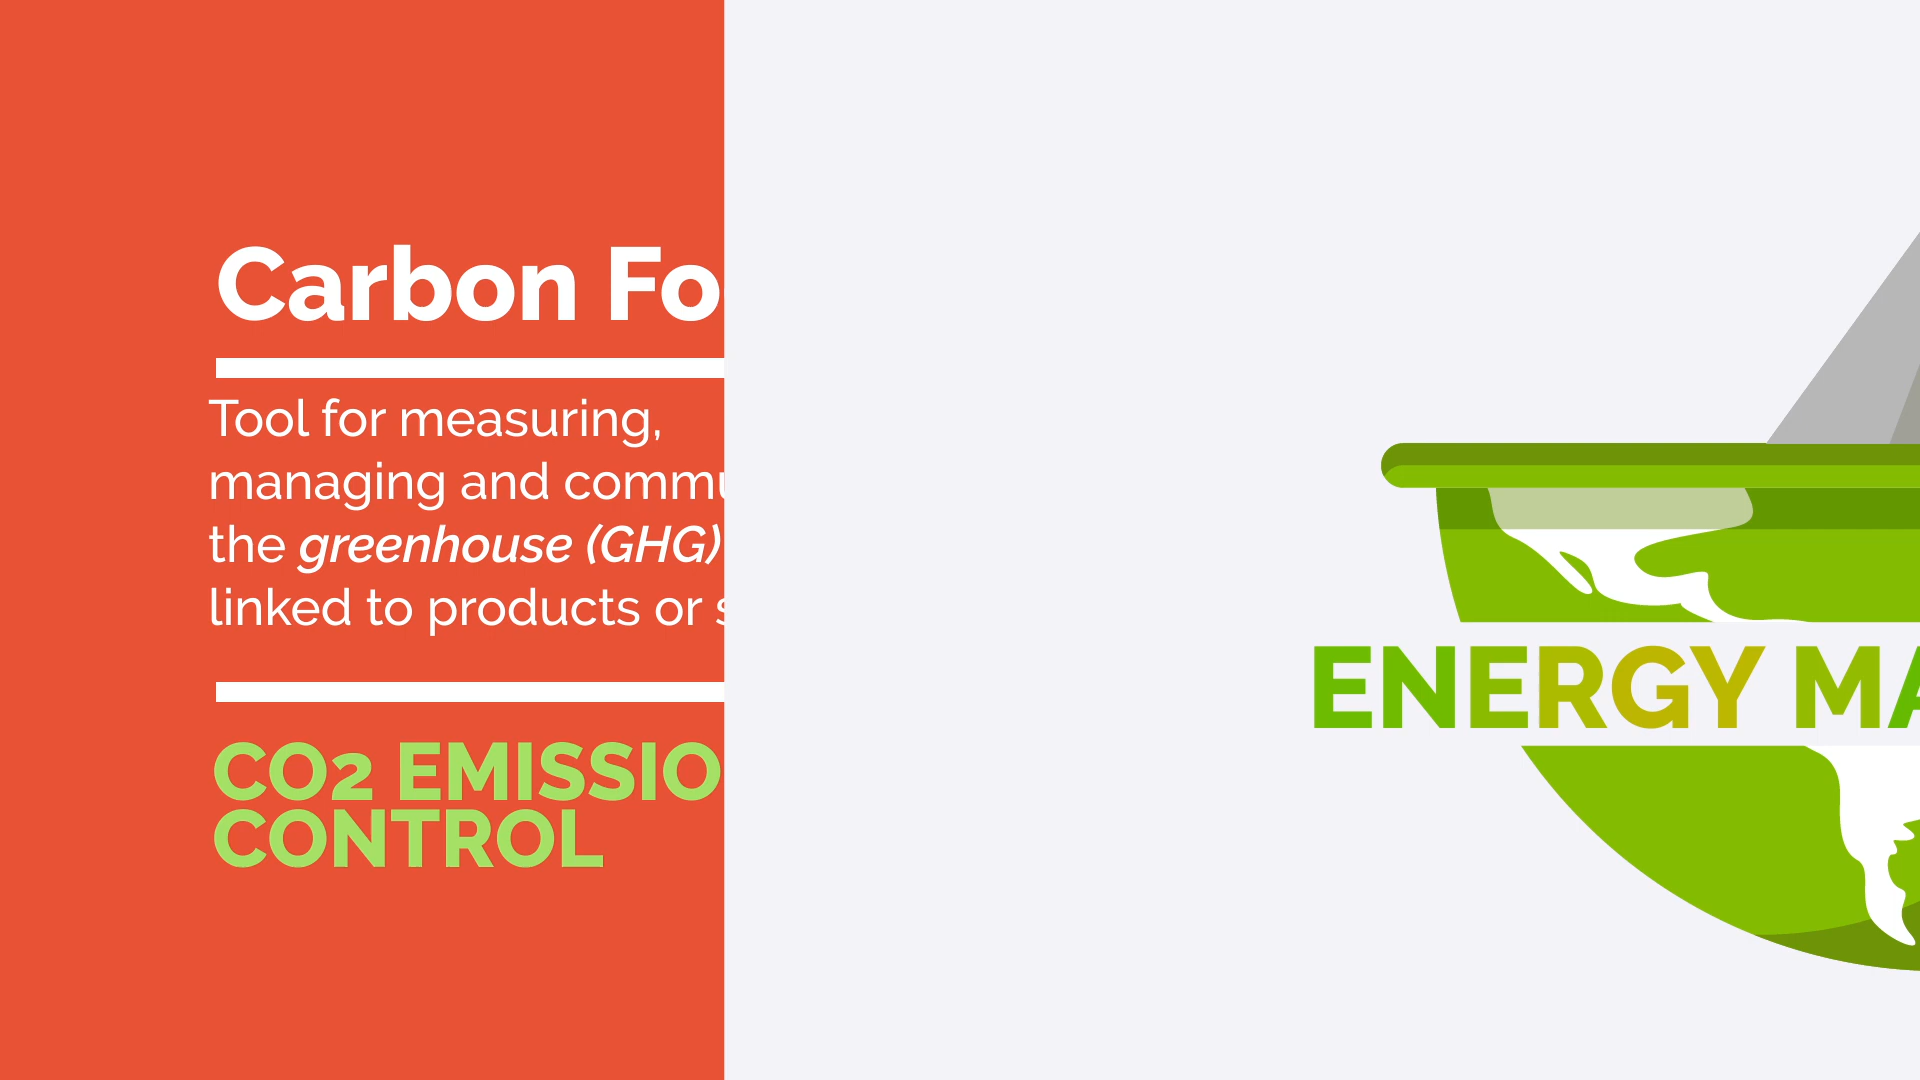 Carbon Fo
Tool for measuring,
managing and commu
the greenhouse (GHG)
linked to products or s
CO2 EMISSIO
CONTROL
ENERGY MA